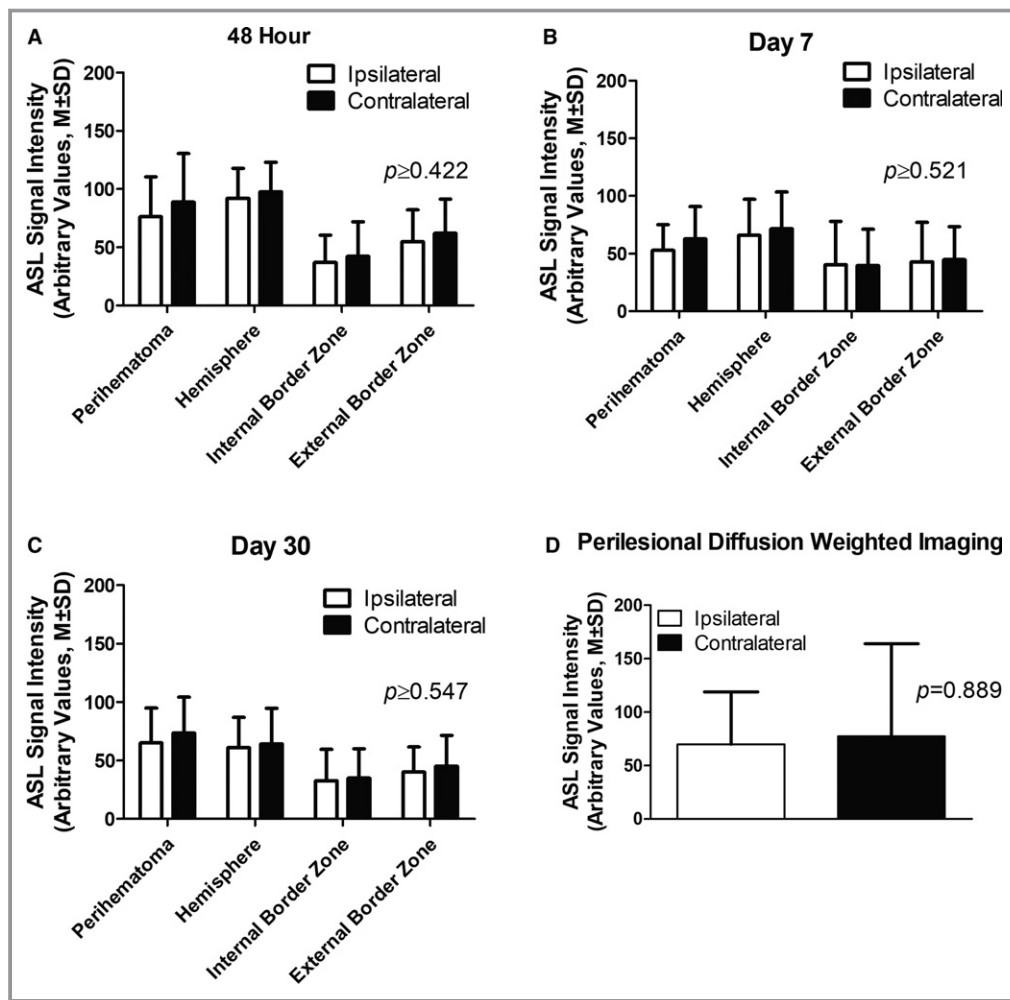 A
48 Hour
ASL Signal Intensity
(Arbitrary Values, M±SD)
200
150
100
50
0
Ipsilateral
Contralateral
p≥0.422
Perihematoma
Hemisphere
Internal Border Zone
External Border Zone
B
Day 7
ASL Signal Intensity
(Arbitrary Values, M±SD)
200
150
100
50
0
Ipsilateral
Contralateral
p≥0.521
Perihematoma
Hemisphere
Internal Border Zone
External Border Zone
C
Day 30
ASL Signal Intensity
(Arbitrary Values, M±SD)
200
150
100
50
0
Ipsilateral
Contralateral
p≥0.547
Perihematoma
Hemisphere
Internal Border Zone
External Border Zone
D Perilesional Diffusion Weighted Imaging
ASL Signal Intensity
(Arbitrary Values, M±SD)
200
150
100
50
0
Ipsilateral
Contralateral
p=0.889